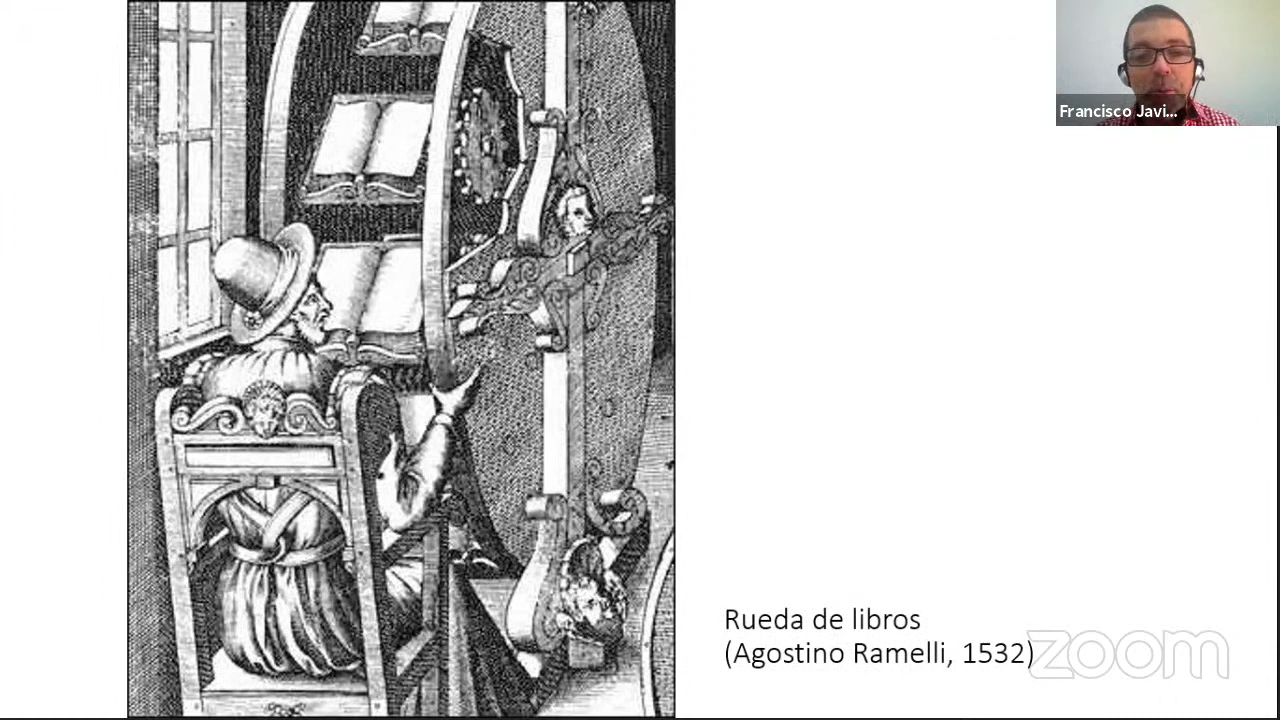 Francisco Javi...
Rueda de libros
(Agostino Ramelli, 1532)
zoom